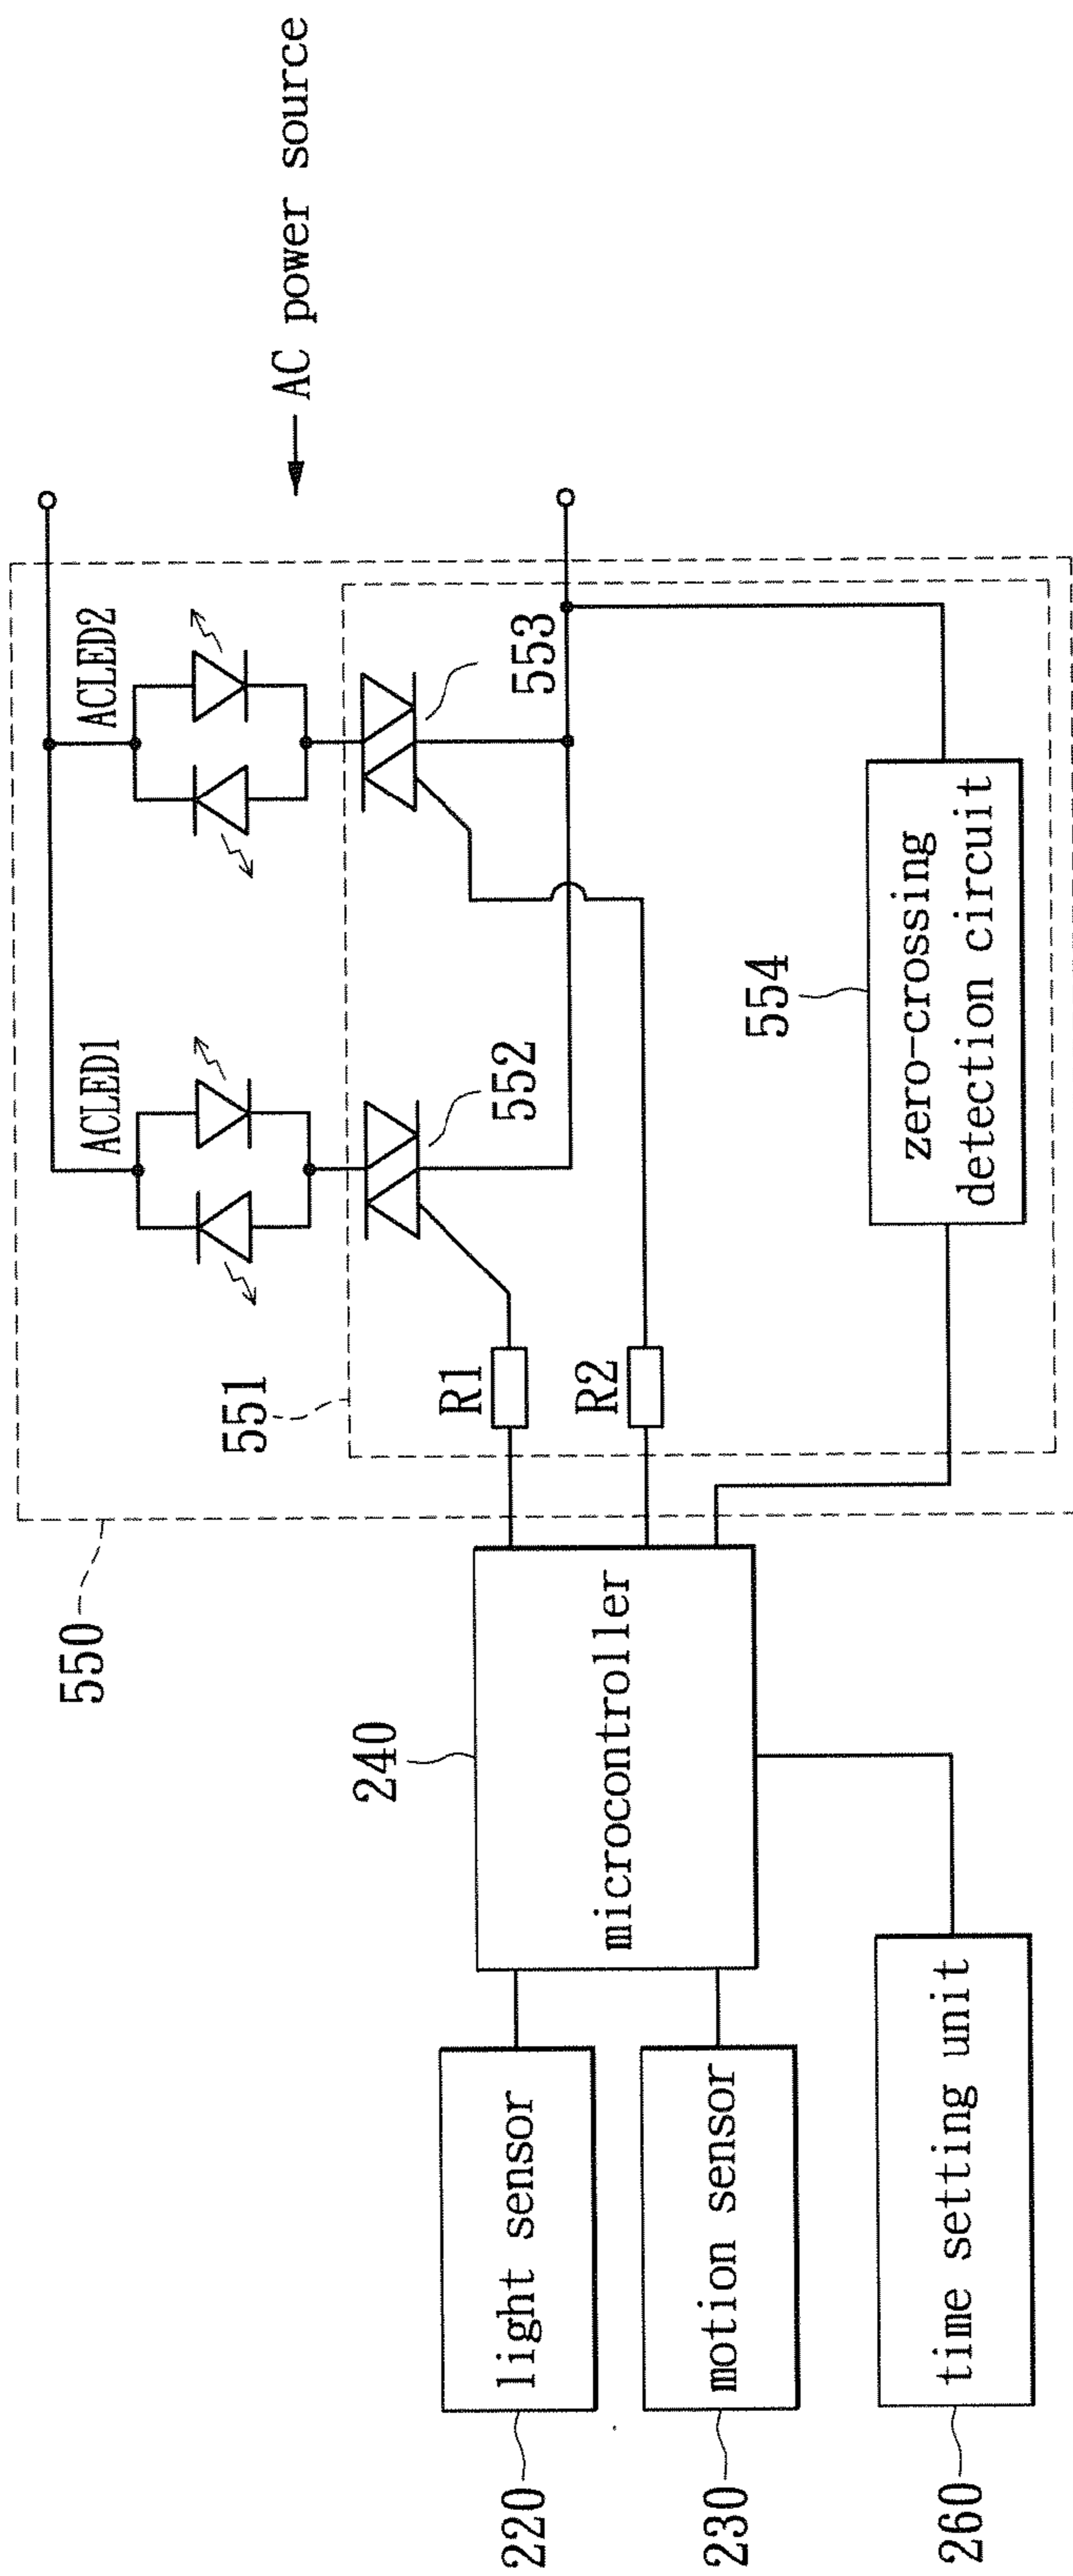 AC power source
ACLED2
ACLED1
553
552
551
550
R1
R2
554
zero-crossing
detection circuit
240
microcontroller
220
light sensor
230
motion sensor
260
time setting unit